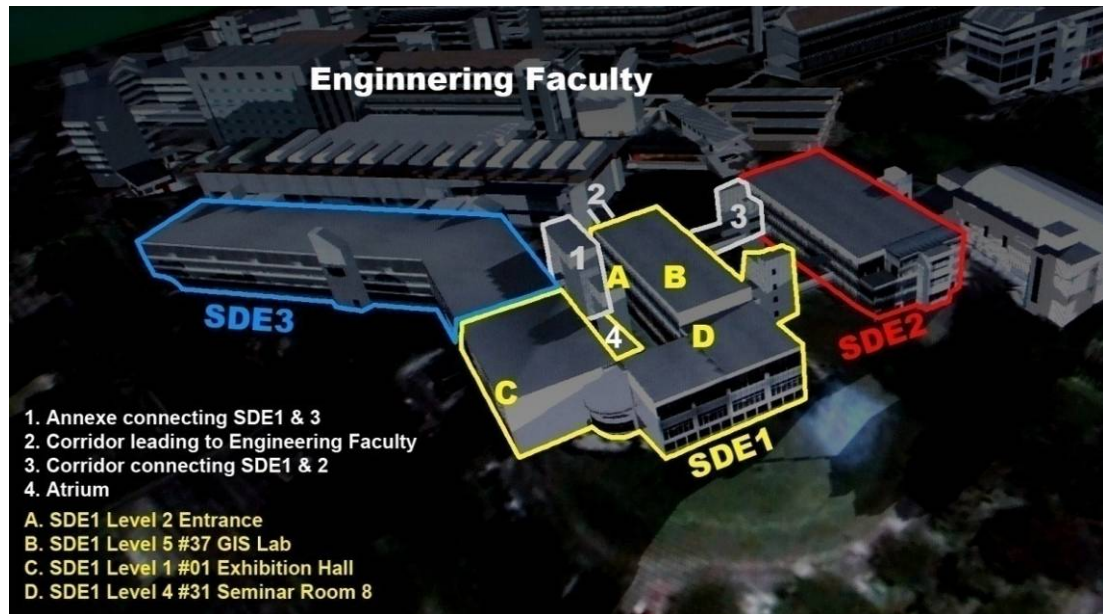 Enginnering Faculty
2
3
1
A
B
SDE3
4
D
SDE2
C
SDE1
1. Annexe connecting SDE1 & 3
2. Corridor leading to Engineering Faculty
3. Corridor connecting SDE1 & 2
4. Atrium
A. SDE1 Level 2 Entrance
B. SDE1 Level 5 #37 GIS Lab
C. SDE1 Level 1 #01 Exhibition Hall
D. SDE1 Level 4 #31 Seminar Room 8